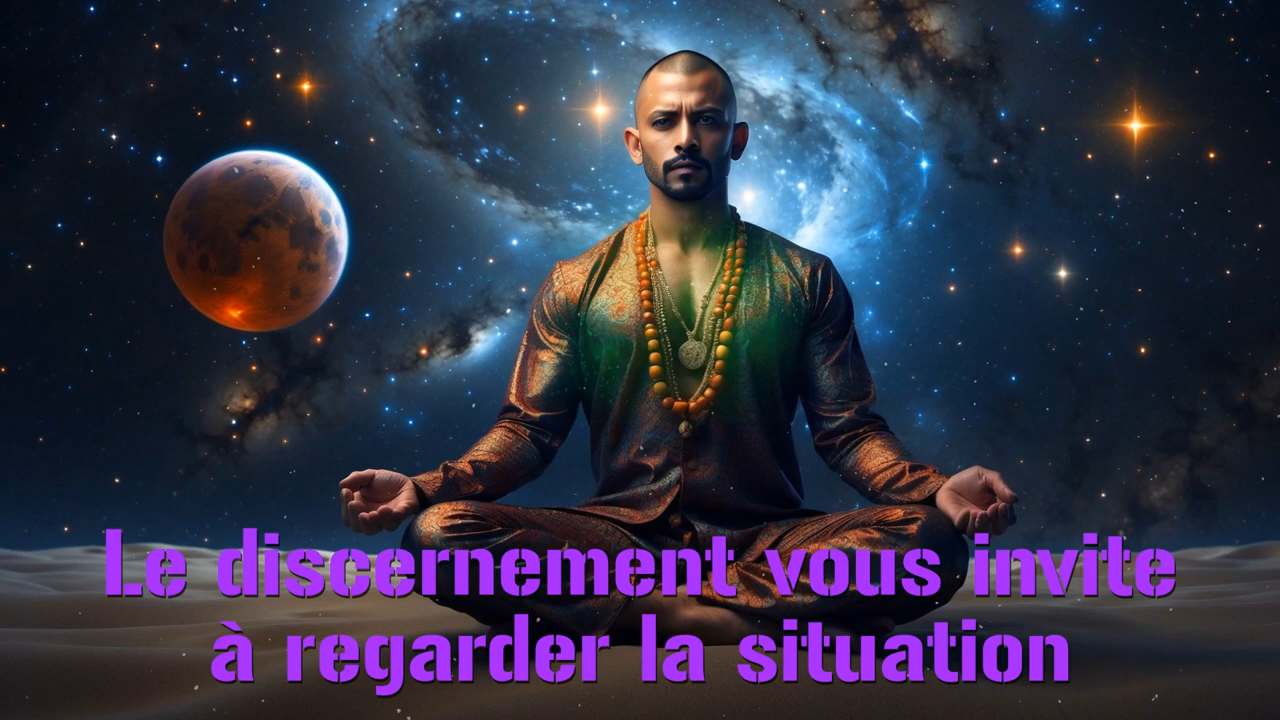 Le discernement vous invite
à regarder la situation